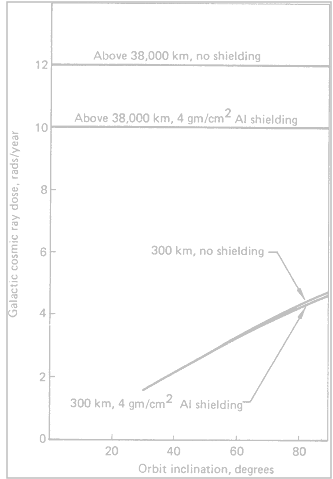 Galactic cosmic ray dose, rads/year
12
10
8
6
4
2
0
Above 38,000 km, no shielding
Above 38,000 km, 4 gm/cm2 Al shielding
300 km, no shielding
300 km, 4 gm/cm2 Al shielding
20 40 60 80
Orbit inclination, degrees